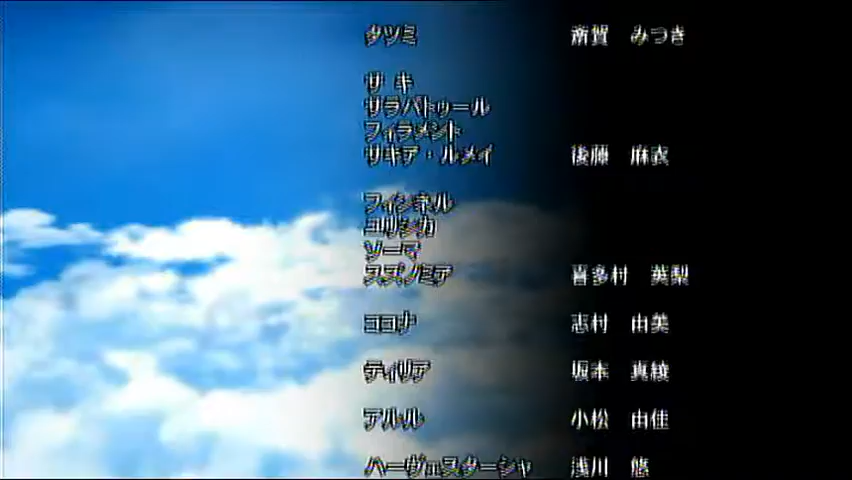 タツミ　斎賀　みつき
サキ
サラパトゥール
フィラメント
サキア・ルメイ　後藤　麻衣
フィンネル
ユリシカ
ソーマ
スズノミア　喜多村　英梨
ココナ　志村　由美
ティリア　坂本　真綾
アルル　小松　由佳
ハーヴェスターシャ　浅川　悠